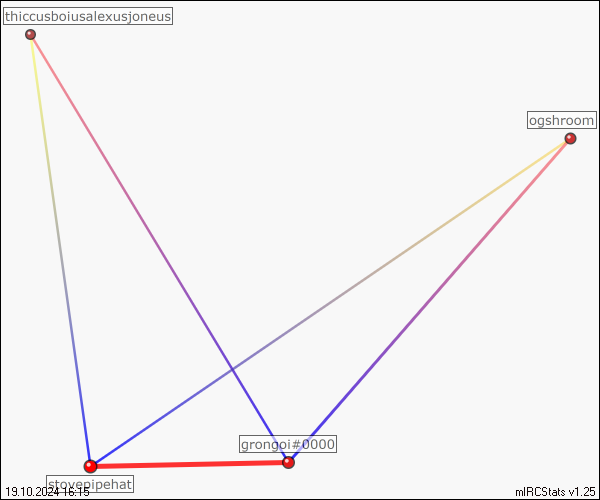 thiccusboiusalexusjoneus
ogshroom
grongoi#0000
stovepipehat
19.10.2024 16:15
mIRCStats v1.25